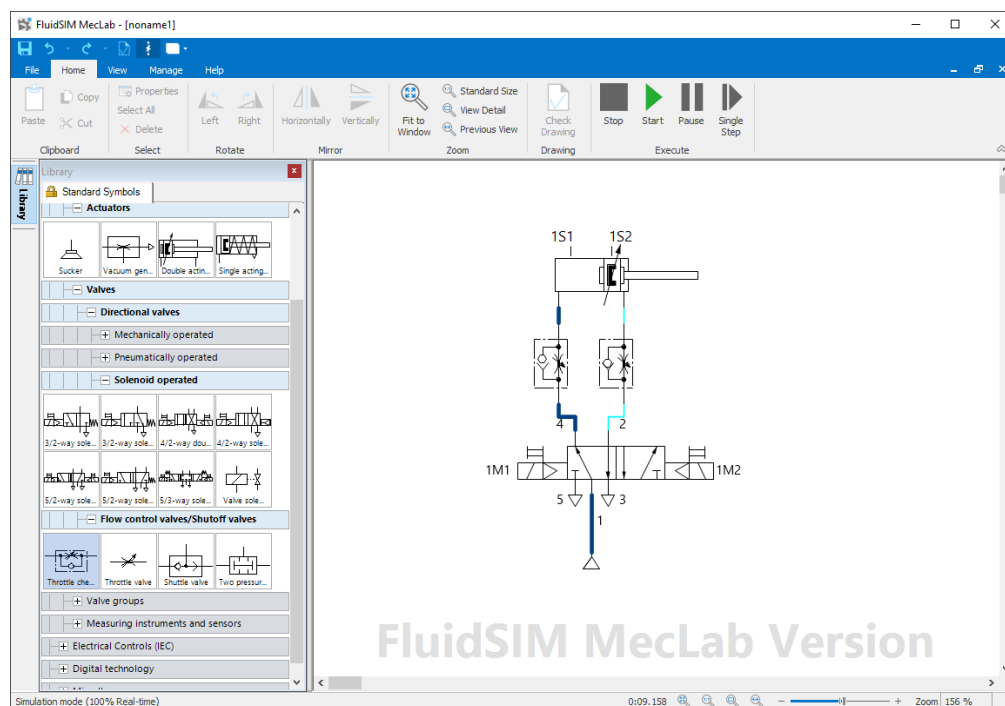 FluidSIM MecLab - [noname1]
File Home View Manage Help
Paste
Copy
Cut
Clipboard
Properties
Select All
Delete
Select
Left
Right
Rotate
Horizontally
Vertically
Mirror
Fit to
Window
Standard Size
View Detail
Previous View
Zoom
Check
Drawing
Drawing
Stop
Start
Pause
Single
Step
Execute
Library
Library
Standard Symbols
Actuators
Sucker
Vacuum gen...
Double actin...
Single acting...
Valves
Directional valves
Mechanically operated
Pneumatically operated
Solenoid operated
3/2-way sole...
3/2-way sole...
4/2-way dou...
4/2-way sole...
5/2-way sole...
5/2-way sole...
5/3-way sole...
Valve sole...
Flow control valves/Shutoff valves
Throttle che...
Throttle valve
Shuttle valve
Two pressur...
Valve groups
Measuring instruments and sensors
Electrical Controls (IEC)
Digital technology
1S1
1S2
4
2
1M1
1M2
5
3
1
FluidSIM MecLab Version
Simulation mode (100% Real-time)
0:09.158
Zoom
156 %